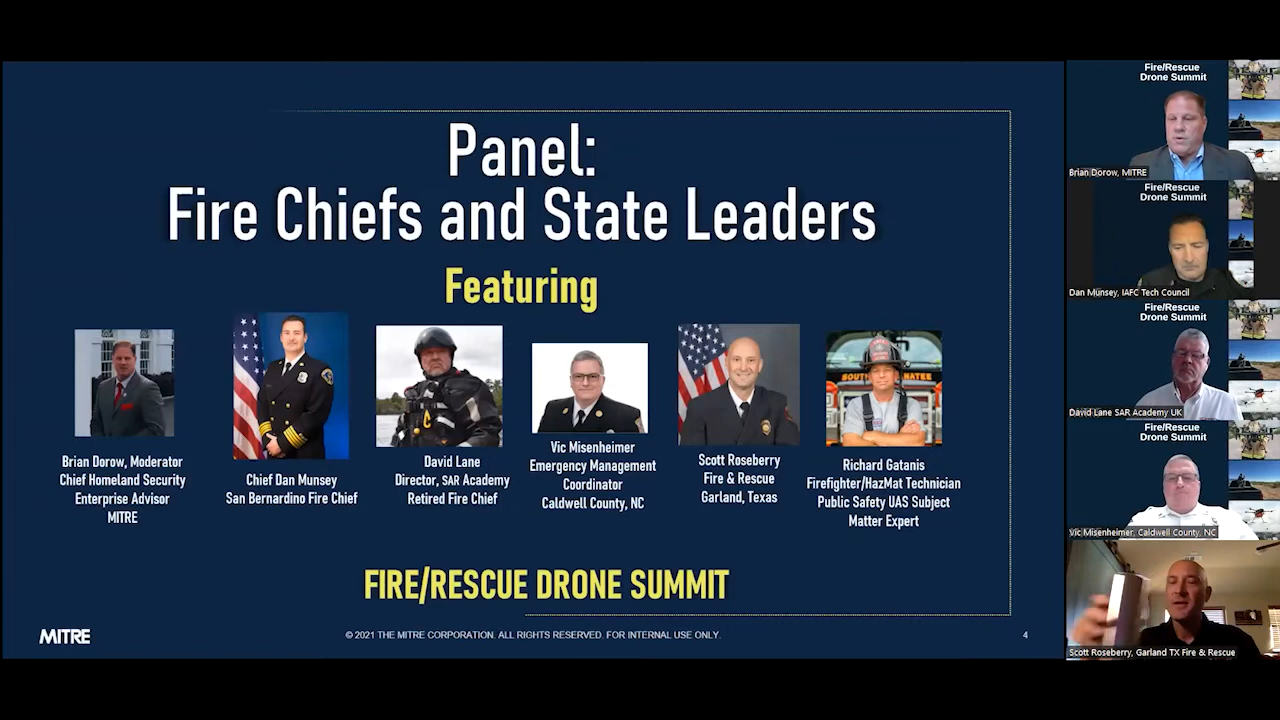 Panel:
Fire Chiefs and State Leaders
Featuring
Brian Dorow, Moderator
Chief Homeland Security
Enterprise Advisor
MITRE
Chief Dan Munsey
San Bernardino Fire Chief
David Lane
Director, SAR Academy
Retired Fire Chief
Vic Misenheimer
Emergency Management
Coordinator
Caldwell County, NC
Scott Roseberry
Fire & Rescue
Garland, Texas
SOUTH MANATEE
Richard Gatanis
Firefighter/HazMat Technician
Public Safety UAS Subject
Matter Expert
FIRE/RESCUE DRONE SUMMIT
MITRE
© 2021 THE MITRE CORPORATION. ALL RIGHTS RESERVED. FOR INTERNAL USE ONLY.
4
Fire/Rescue
Drone Summit
Brian Dorow, MITRE
Fire/Rescue
Drone Summit
Dan Munsey, IAFC Tech Council
Fire/Rescue
Drone Summit
David Lane SAR Academy UK
Fire/Rescue
Drone Summit
Vic Misenheimer, Caldwell County, NC
Scott Roseberry, Garland TX Fire & Rescue